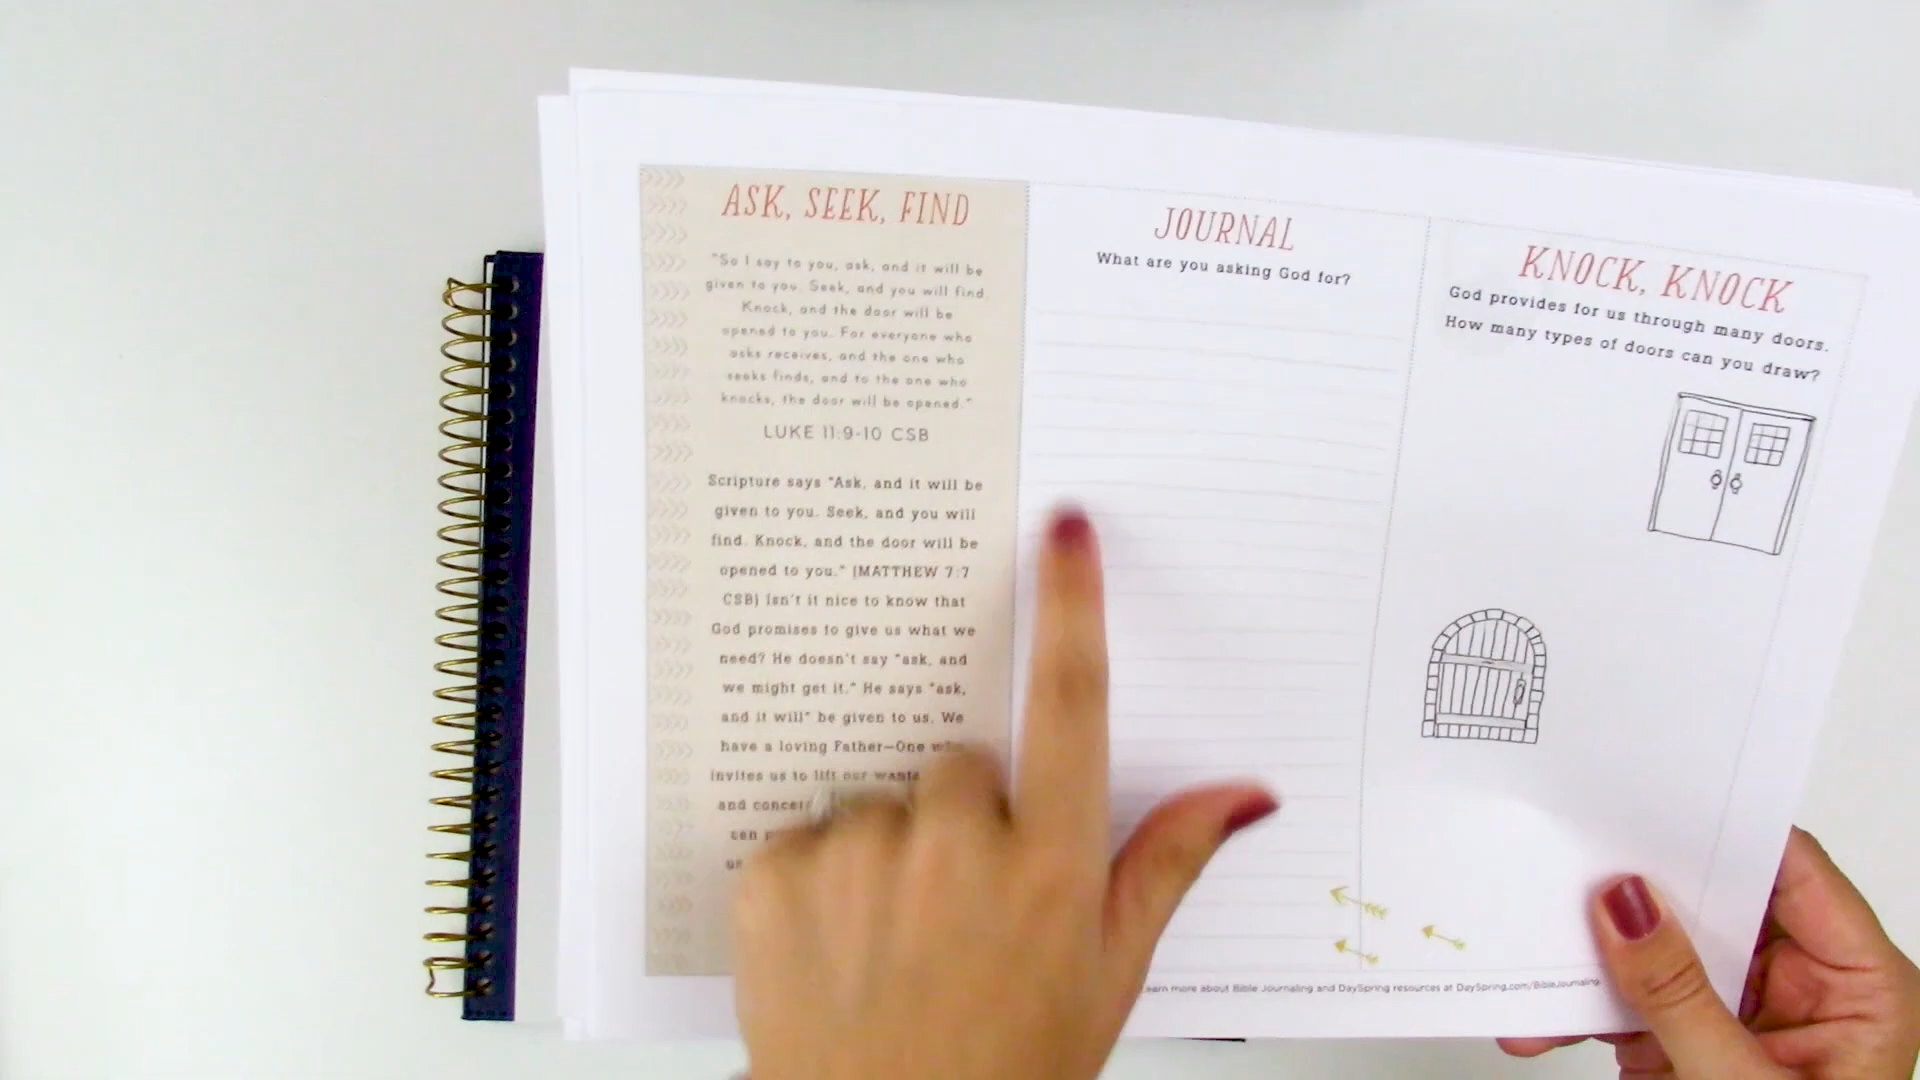 ASK, SEEK, FIND
"So I say to you, ask, and it will be
given to you. Seek, and you will find.
Knock, and the door will be
opened to you. For everyone who
asks receives, and the one who
seeks finds, and to the one who
knocks, the door will be opened."
LUKE 11:9-10 CSB
Scripture says "Ask, and it will be
given to you. Seek, and you will
find. Knock, and the door will be
opened to you." (MATTHEW 7:7
CSB) Isn't it nice to know that
God promises to give us what we
need? He doesn't say "ask, and
we might get it." He says "ask,
and it will" be given to us. We
have a loving Father—One
invites us to lift our wants
and
can
JOURNAL
What are you asking God for?
KNOCK, KNOCK
God provides for us through many doors.
How many types of doors can you draw?
Learn more about Bible Journaling and DaySpring resources at DaySpring.com/BibleJournaling